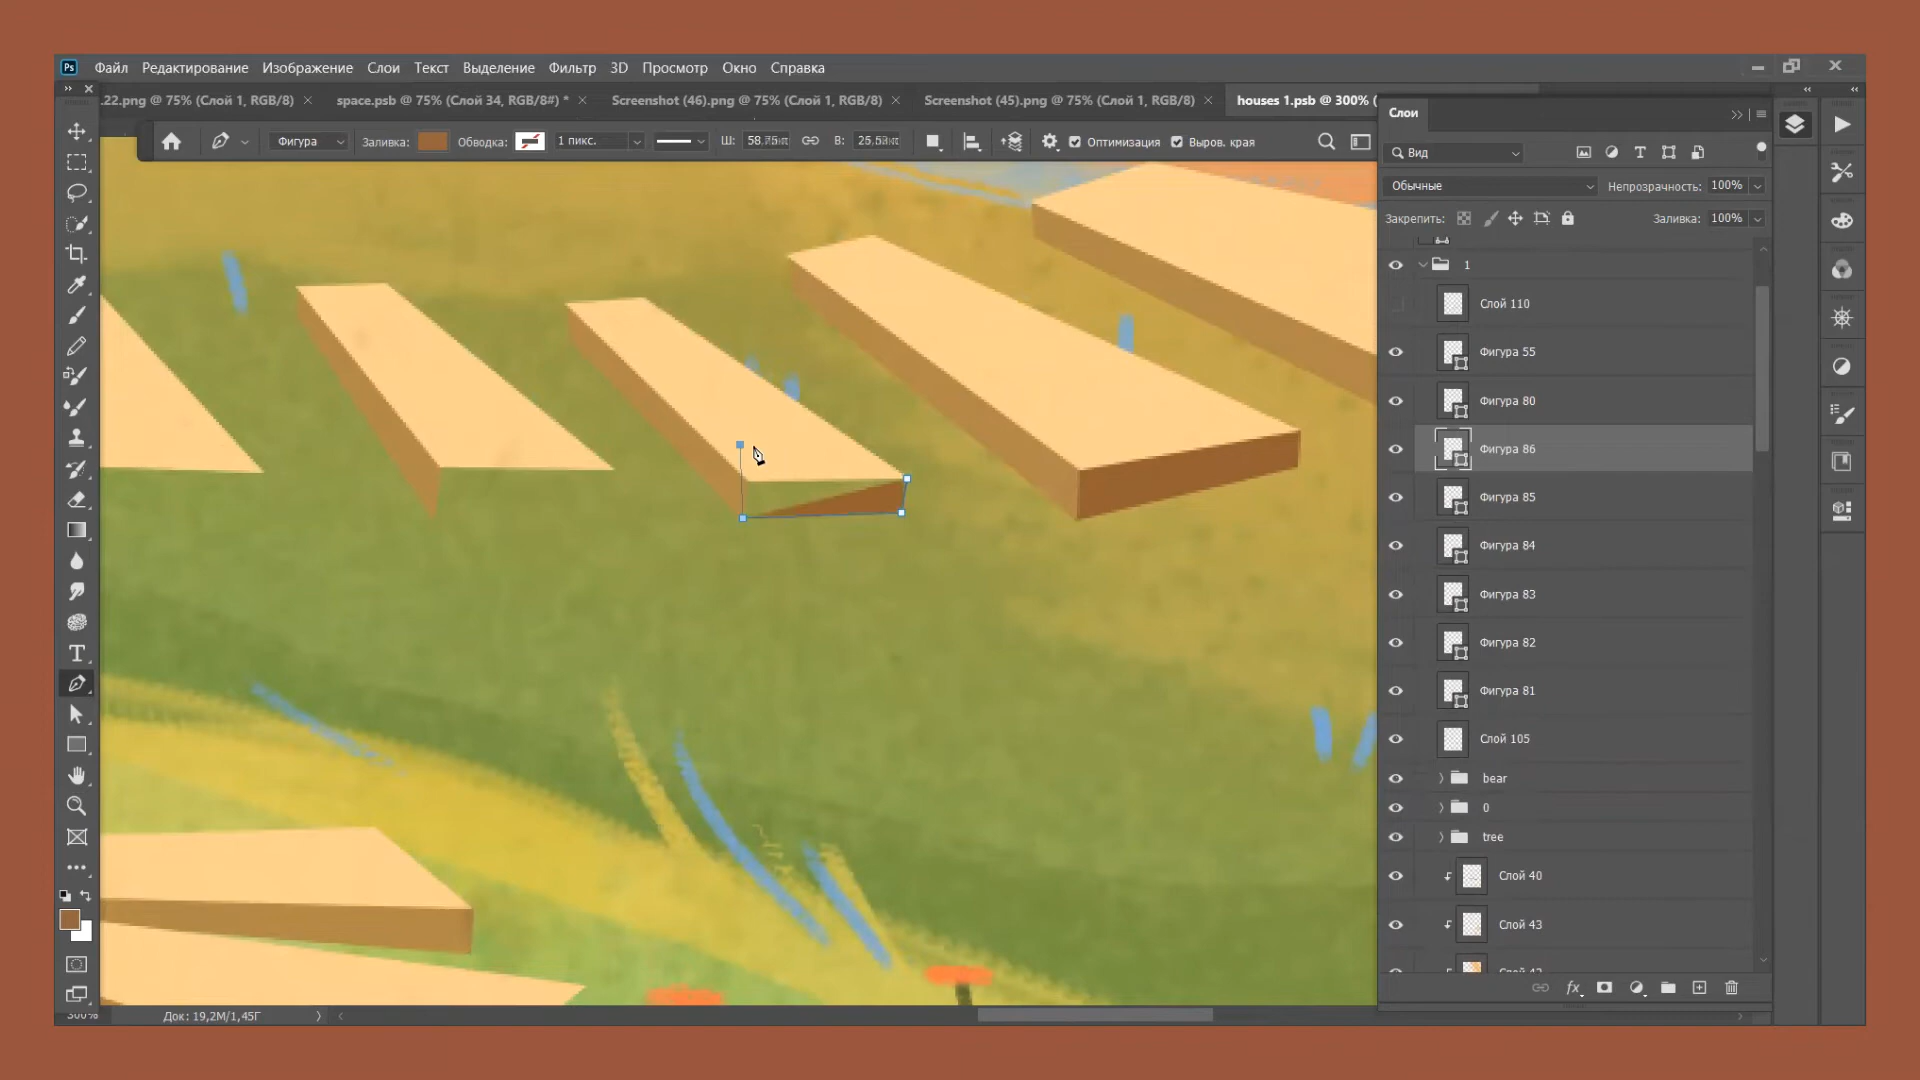 Ps Файл Редактирование Изображение Слои Текст Выделение Фильтр 3D Просмотр Окно Справка
.22.png @ 75% (Слой 1, RGB/8) space.psb @ 75% (Слой 34, RGB/8#) * Screenshot (46).png @ 75% (Слой 1, RGB/8) Screenshot (45).png @ 75% (Слой 1, RGB/8) houses 1.psb @ 300% (
Фигура Заливка: Обводка: 1 пикс. Ш: В: Оптимизация Выров. края
Слои
Вид
Обычные Непрозрачность: 100%
Закрепить: Заливка: 100%
1
Слой 110
Фигура 55
Фигура 80
Фигура 86
Фигура 85
Фигура 84
Фигура 83
Фигура 82
Фигура 81
Слой 105
bear
0
tree
Слой 40
Слой 43
fx
300% Док: 19,2M/1,45Г